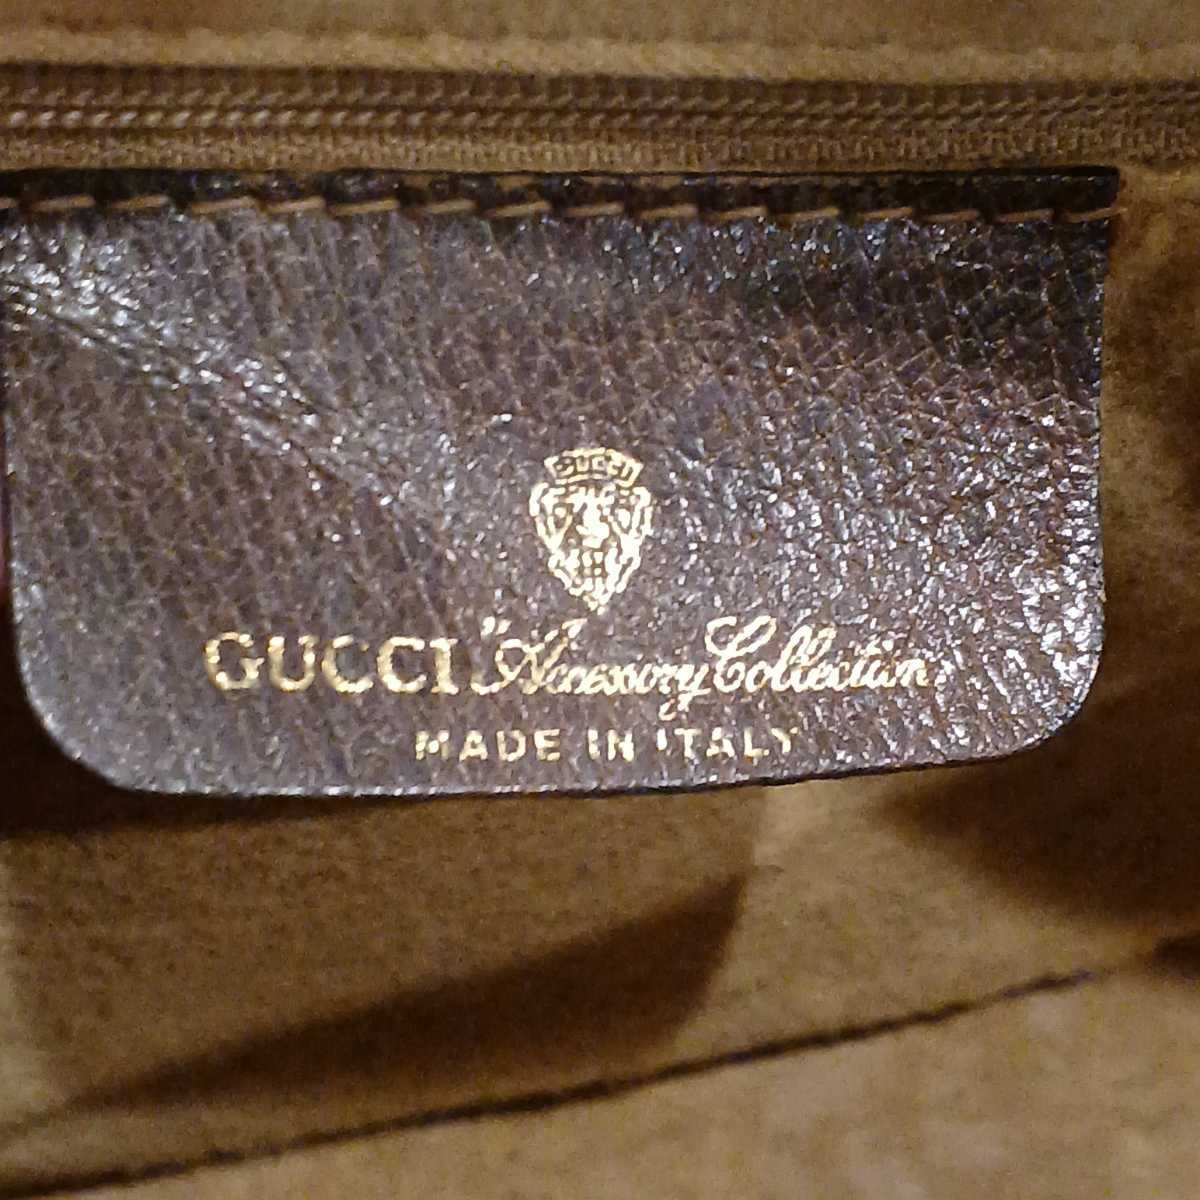 GUCCI
GUCCI "Accessory Collection
MADE IN ITALY